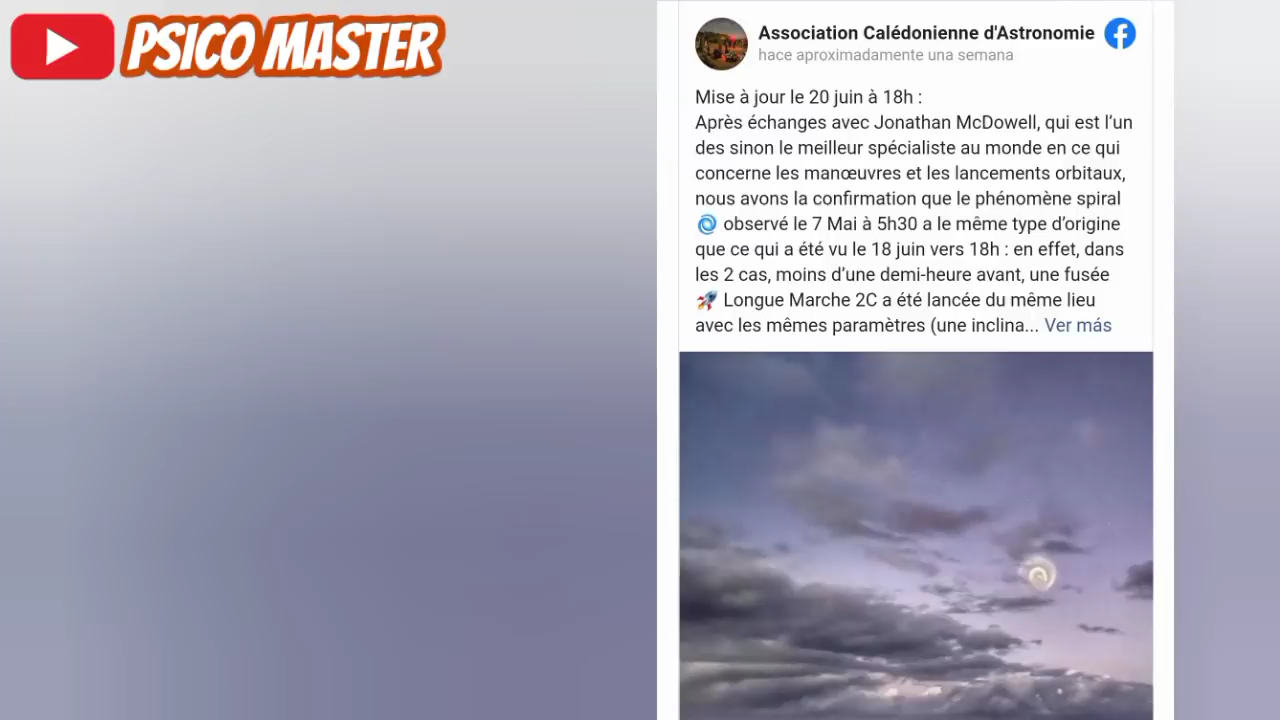 PSICO MASTER
Association Calédonienne d'Astronomie
hace aproximadamente una semana
Mise à jour le 20 juin à 18h :
Après échanges avec Jonathan McDowell, qui est l’un
des sinon le meilleur spécialiste au monde en ce qui
concerne les manœuvres et les lancements orbitaux,
nous avons la confirmation que le phénomène spiral
🌀 observé le 7 Mai à 5h30 a le même type d’origine
que ce qui a été vu le 18 juin vers 18h : en effet, dans
les 2 cas, moins d’une demi-heure avant, une fusée
🚀 Longue Marche 2C a été lancée du même lieu
avec les mêmes paramètres (une inclina... Ver más